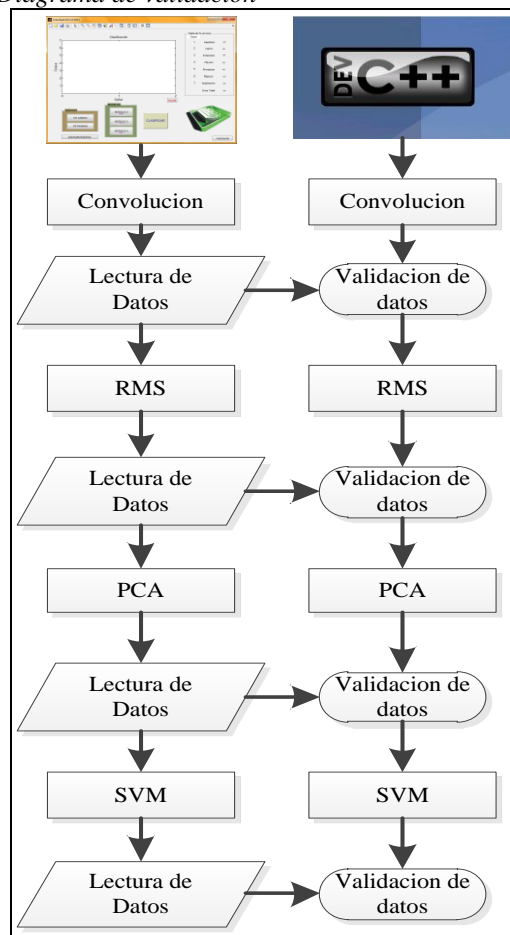 Diagrama de validación
DEV C++
CLASIFICAR
Convolucion Convolucion
Lectura de Datos
Validacion de datos
RMS RMS
Lectura de Datos
Validacion de datos
PCA PCA
Lectura de Datos
Validacion de datos
SVM SVM
Lectura de Datos
Validacion de datos